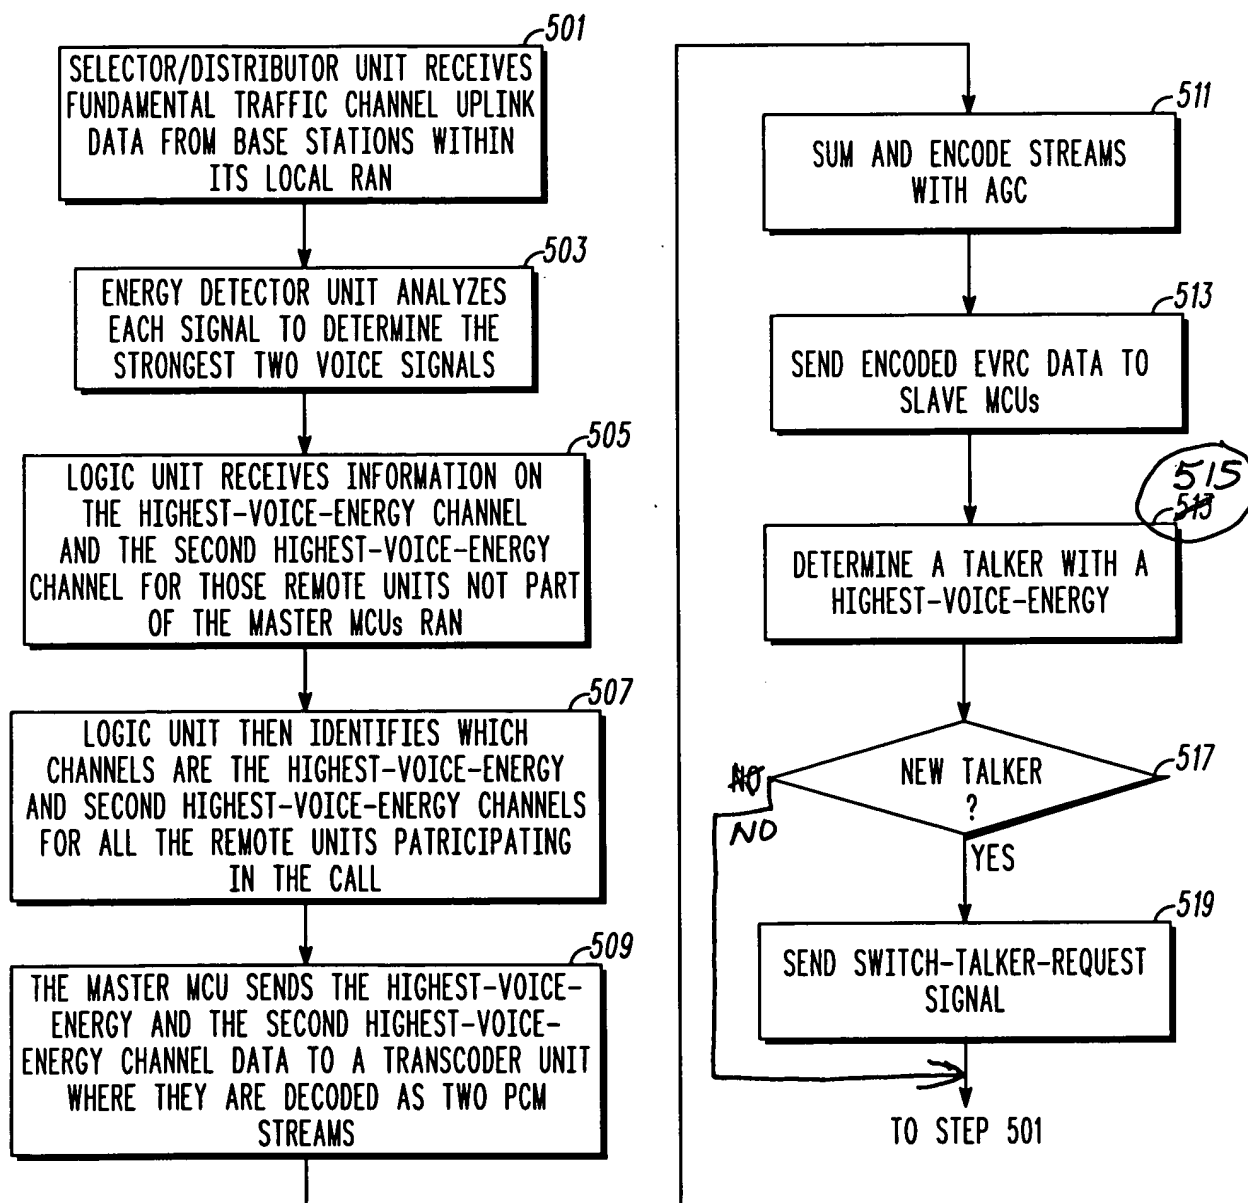 501
SELECTOR/DISTRIBUTOR UNIT RECEIVES
FUNDAMENTAL TRAFFIC CHANNEL UPLINK
DATA FROM BASE STATIONS WITHIN
ITS LOCAL RAN
503
ENERGY DETECTOR UNIT ANALYZES
EACH SIGNAL TO DETERMINE THE
STRONGEST TWO VOICE SIGNALS
505
LOGIC UNIT RECEIVES INFORMATION ON
THE HIGHEST-VOICE-ENERGY CHANNEL
AND THE SECOND HIGHEST-VOICE-ENERGY
CHANNEL FOR THOSE REMOTE UNITS NOT PART
OF THE MASTER MCUs RAN
507
LOGIC UNIT THEN IDENTIFIES WHICH
CHANNELS ARE THE HIGHEST-VOICE-ENERGY
AND SECOND HIGHEST-VOICE-ENERGY CHANNELS
FOR ALL THE REMOTE UNITS PATRICIPATING
IN THE CALL
509
THE MASTER MCU SENDS THE HIGHEST-VOICE-
ENERGY AND THE SECOND HIGHEST-VOICE-
ENERGY CHANNEL DATA TO A TRANSCODER UNIT
WHERE THEY ARE DECODED AS TWO PCM
STREAMS
511
SUM AND ENCODE STREAMS
WITH AGC
513
SEND ENCODED EVRC DATA TO
SLAVE MCUs
515
513
DETERMINE A TALKER WITH A
HIGHEST-VOICE-ENERGY
517
NEW TALKER
?
NO
NO
YES
519
SEND SWITCH-TALKER-REQUEST
SIGNAL
TO STEP 501